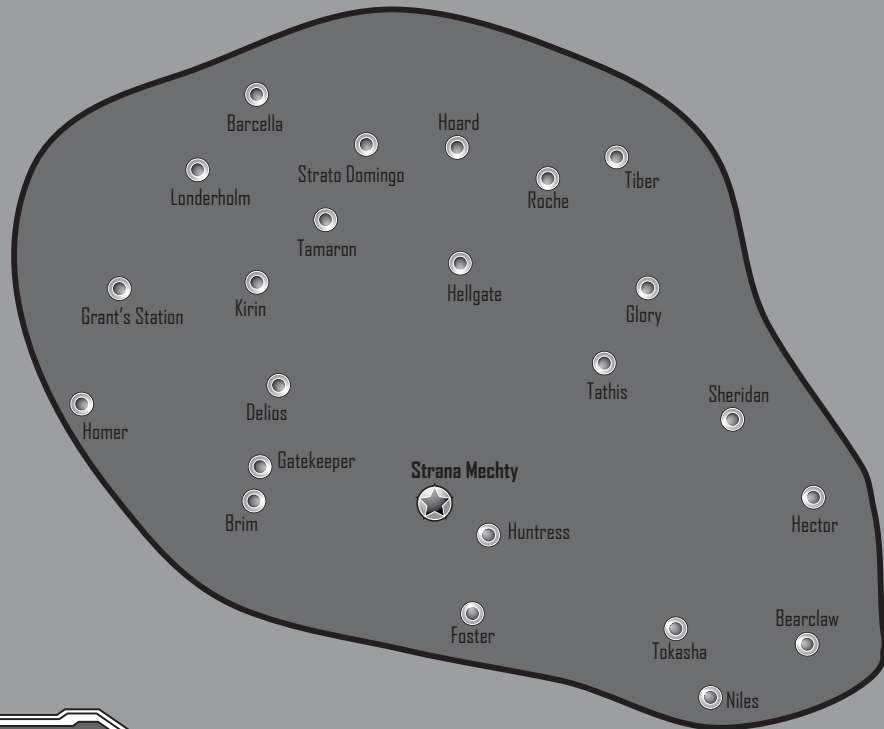 Barcella
Hoard
Strato Domingo
Tiber
Londerholm
Roche
Tamaron
Hellgate
Kirin
Grant's Station
Glory
Tathis
Sheridan
Delios
Homer
Gatekeeper
Strana Mechty
Brim
Hector
Huntress
Bearclaw
Foster
Tokasha
Niles